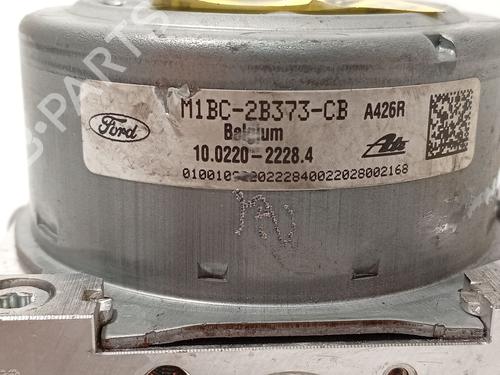 M1BC-2B373-CB A426R
Ford
Belgium
10.0220-2228.4 Ate
B-PARTS